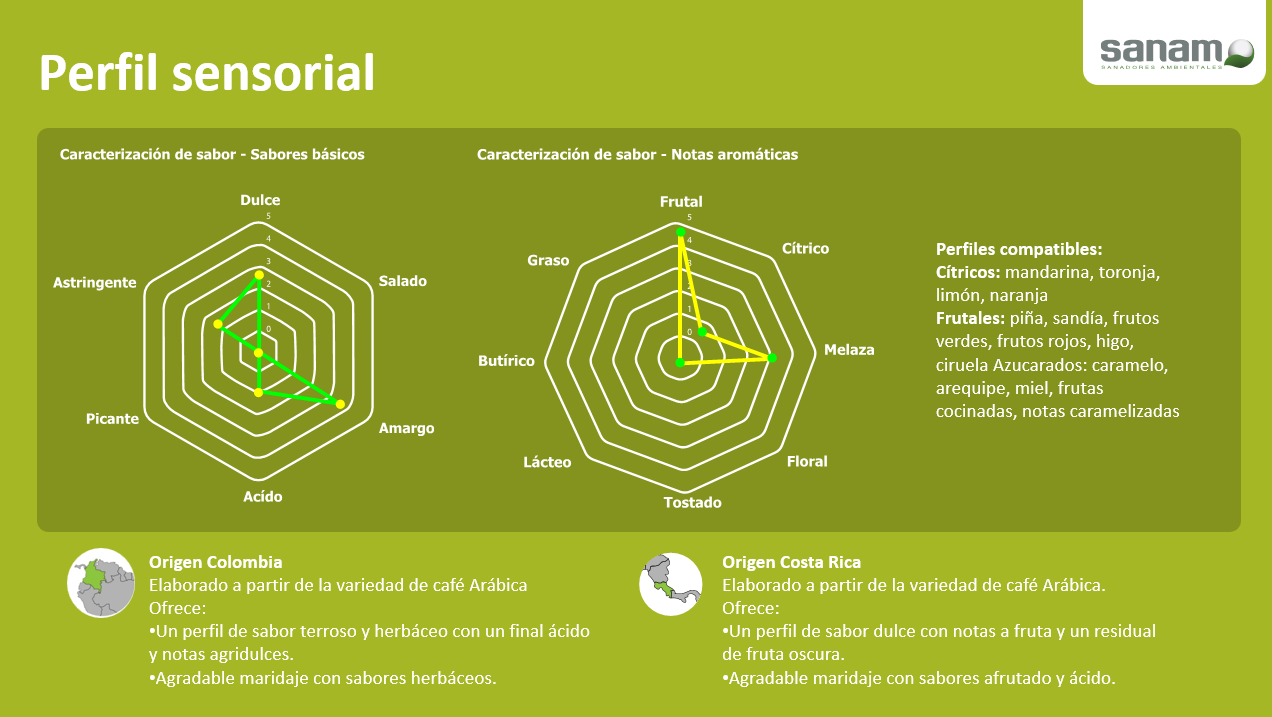 sanam
SANADORES AMBIENTALES
Perfil sensorial
Caracterización de sabor - Sabores básicos
Dulce
5
4
3
2
1
0
Astringente
Salado
Picante
Amargo
Acído
Caracterización de sabor - Notas aromáticas
Frutal
5
4
3
2
1
0
Graso
Cítrico
Butírico
Melaza
Lácteo
Floral
Tostado
Perfiles compatibles:
Cítricos: mandarina, toronja,
limón, naranja
Frutales: piña, sandía, frutos
verdes, frutos rojos, higo,
ciruela Azucarados: caramelo,
arequipe, miel, frutas
cocinadas, notas caramelizadas
Origen Colombia
Elaborado a partir de la variedad de café Arábica
Ofrece:
•Un perfil de sabor terroso y herbáceo con un final ácido
y notas agridulces.
•Agradable maridaje con sabores herbáceos.
Origen Costa Rica
Elaborado a partir de la variedad de café Arábica.
Ofrece:
•Un perfil de sabor dulce con notas a fruta y un residual
de fruta oscura.
•Agradable maridaje con sabores afrutado y ácido.